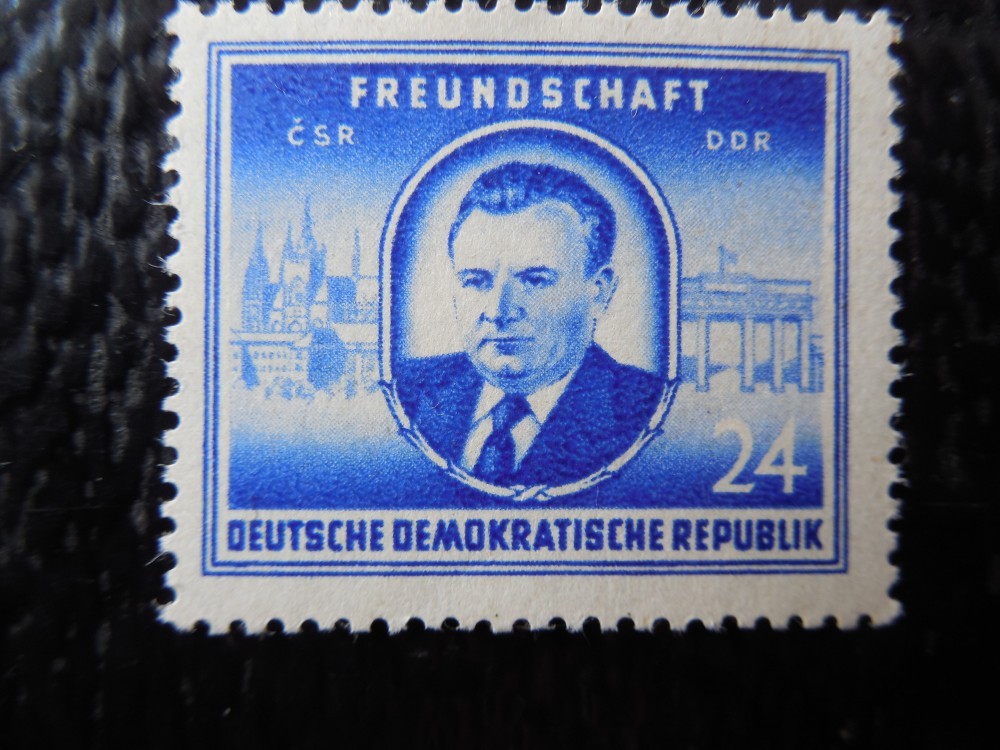 FREUNDSCHAFT
ČSR DDR
24
DEUTSCHE DEMOKRATISCHE REPUBLIK